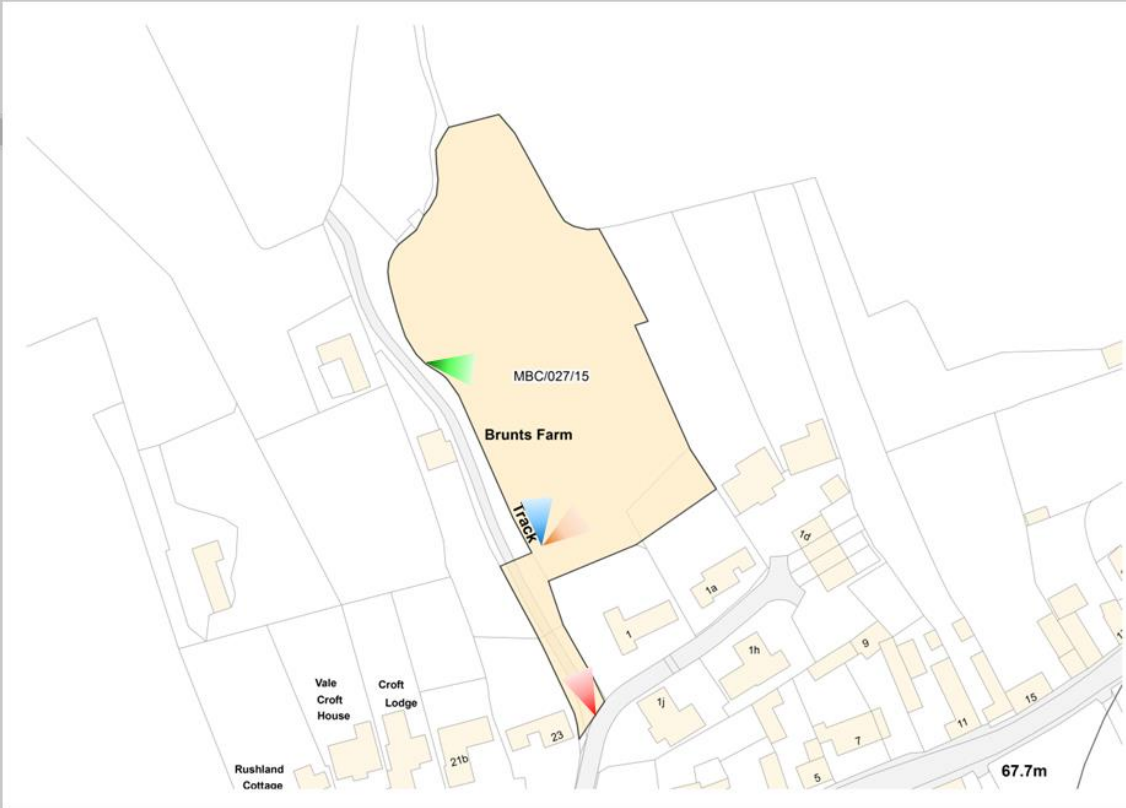 MBC/027/15
Brunts Farm
Track
1d
1a
1
1h
9
1j
Vale
Croft
House
Croft
Lodge
15
11
7
23
21b
5
Rushland
Cottage
67.7m